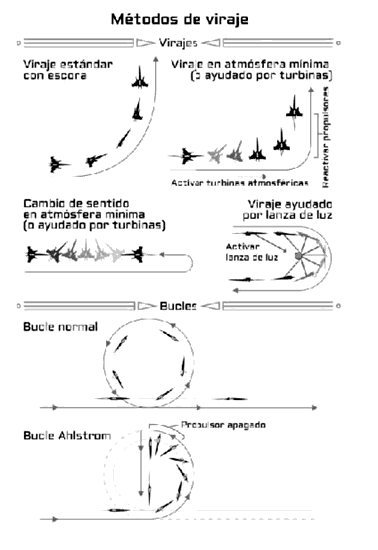 Métodos de viraje
Virajes
Viraje estándar
con escora
Viraje en atmósfera mínima
(o ayudado por turbinas)
Reactivar propulsores
Activar turbinas atmosféricas
Cambio de sentido
en atmósfera mínima
(o ayudado por turbinas)
Viraje ayudado
por lanza de luz
Activar
lanza de luz
Bucles
Bucle normal
Bucle Ahlstrom
Propulsor apagado